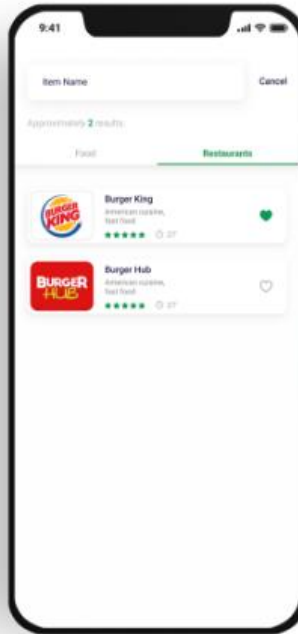 9:41
Item Name
Cancel
Approximately 2 results:
Food
Restaurants
BURGER
KING
Burger King
American cuisine,
fast food
27'
BURGER
HUB
Burger Hub
American cuisine,
fast food
27'